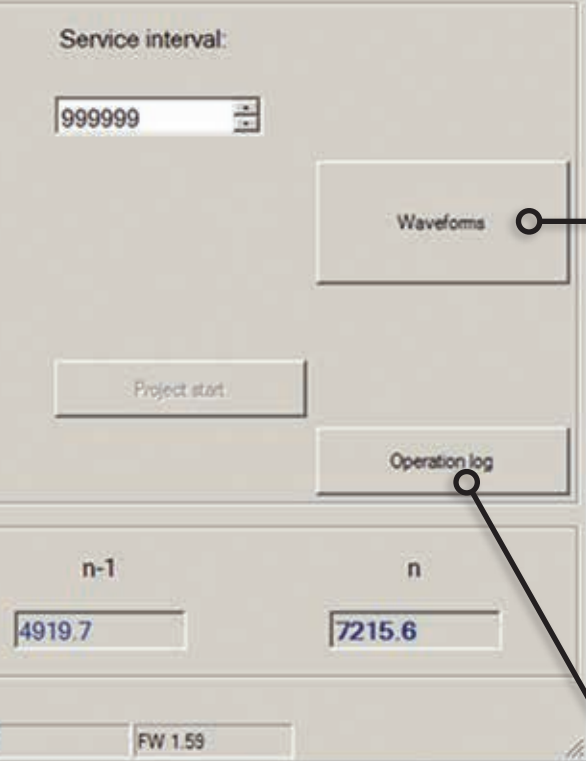 Service interval:
999999
Waveforms
Project start
Operation log
n-1
n
4919.7
7215.6
FW 1.59